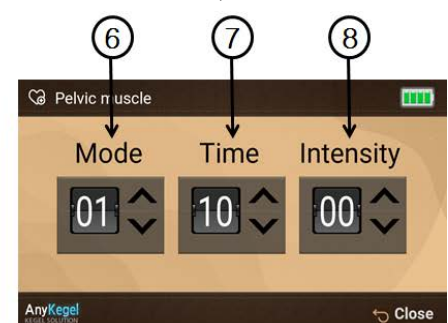 6 7 8
Pelvic muscle
Mode Time Intensity
01 10 00
AnyKegel
KEGEL SOLUTION
Close